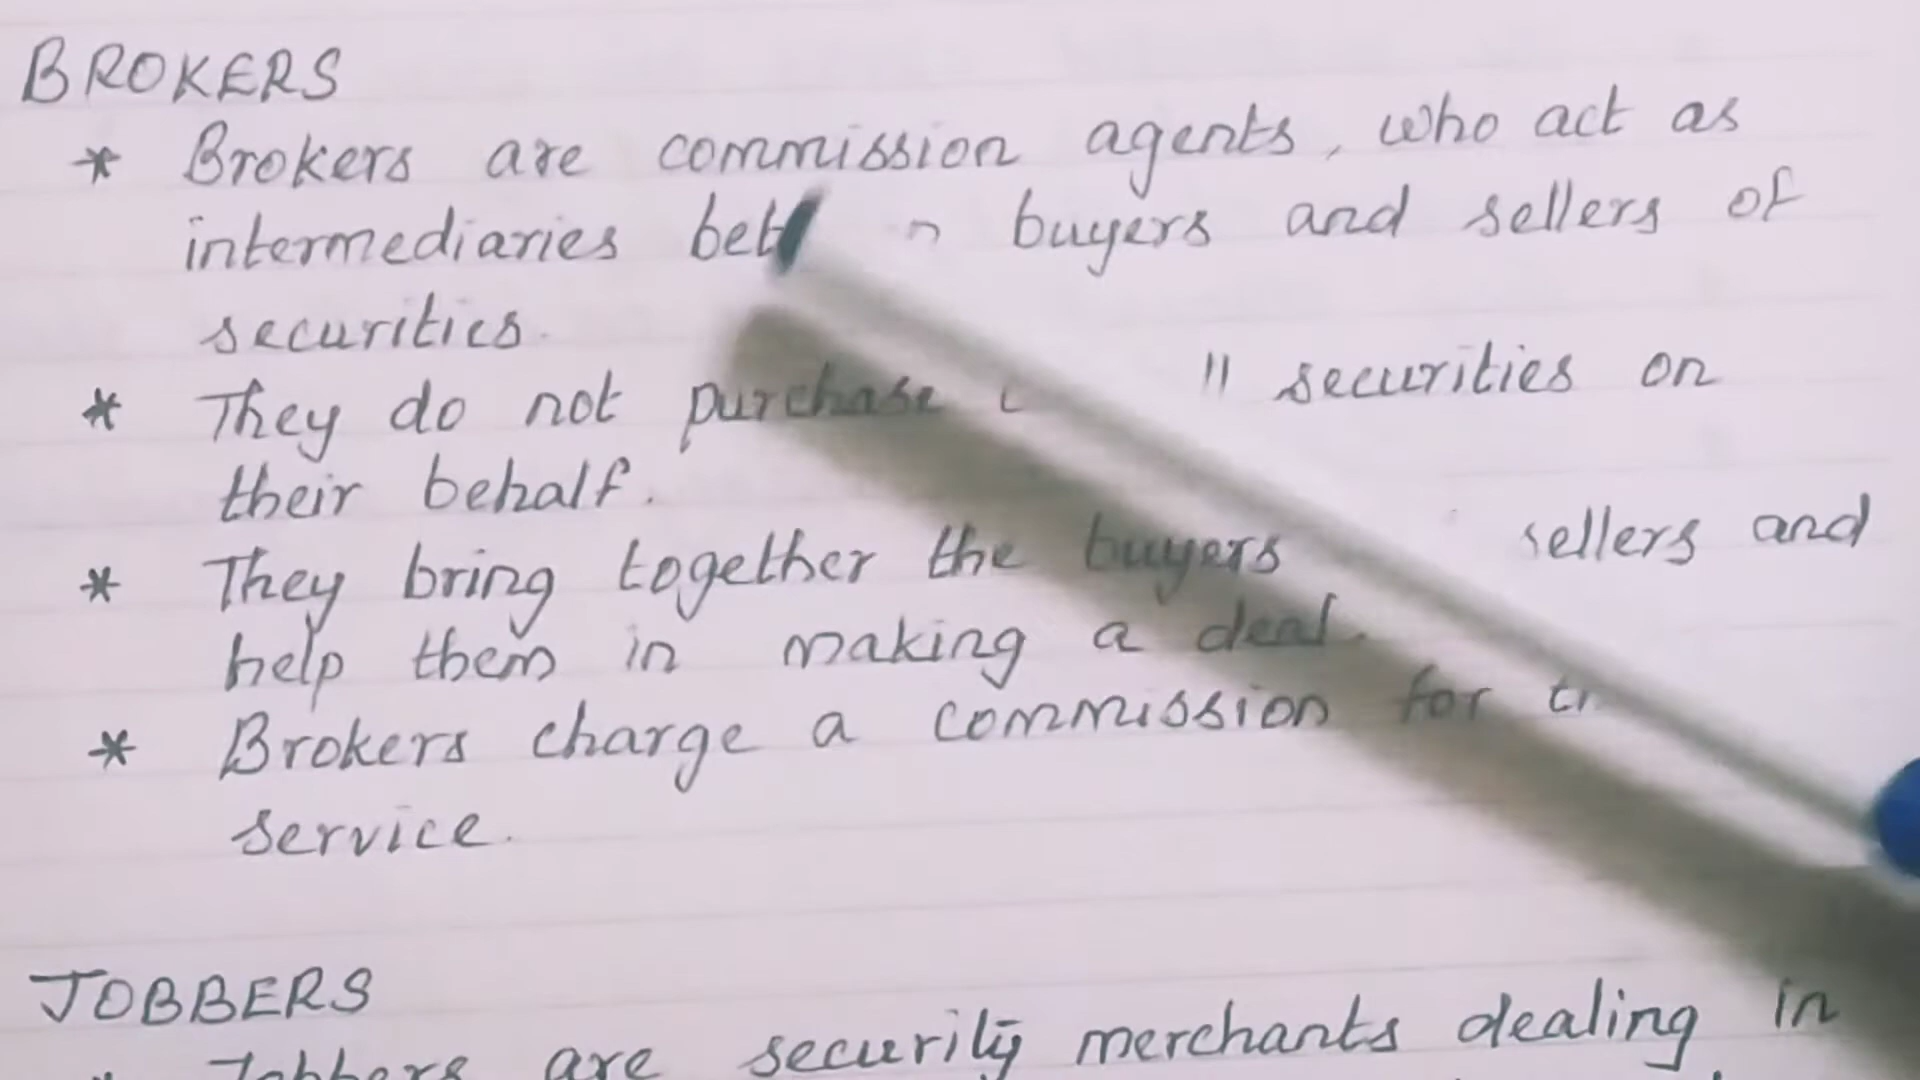 BROKERS
* Brokers are commission agents, who act as
intermediaries buyers and sellers of
securities.
* They do not purchase securities on
their behalf.
* They bring together the buyers sellers and
help them in making a deal.
* Brokers charge a commission for
service.
JOBBERS
* Jobbers are security merchants dealing in